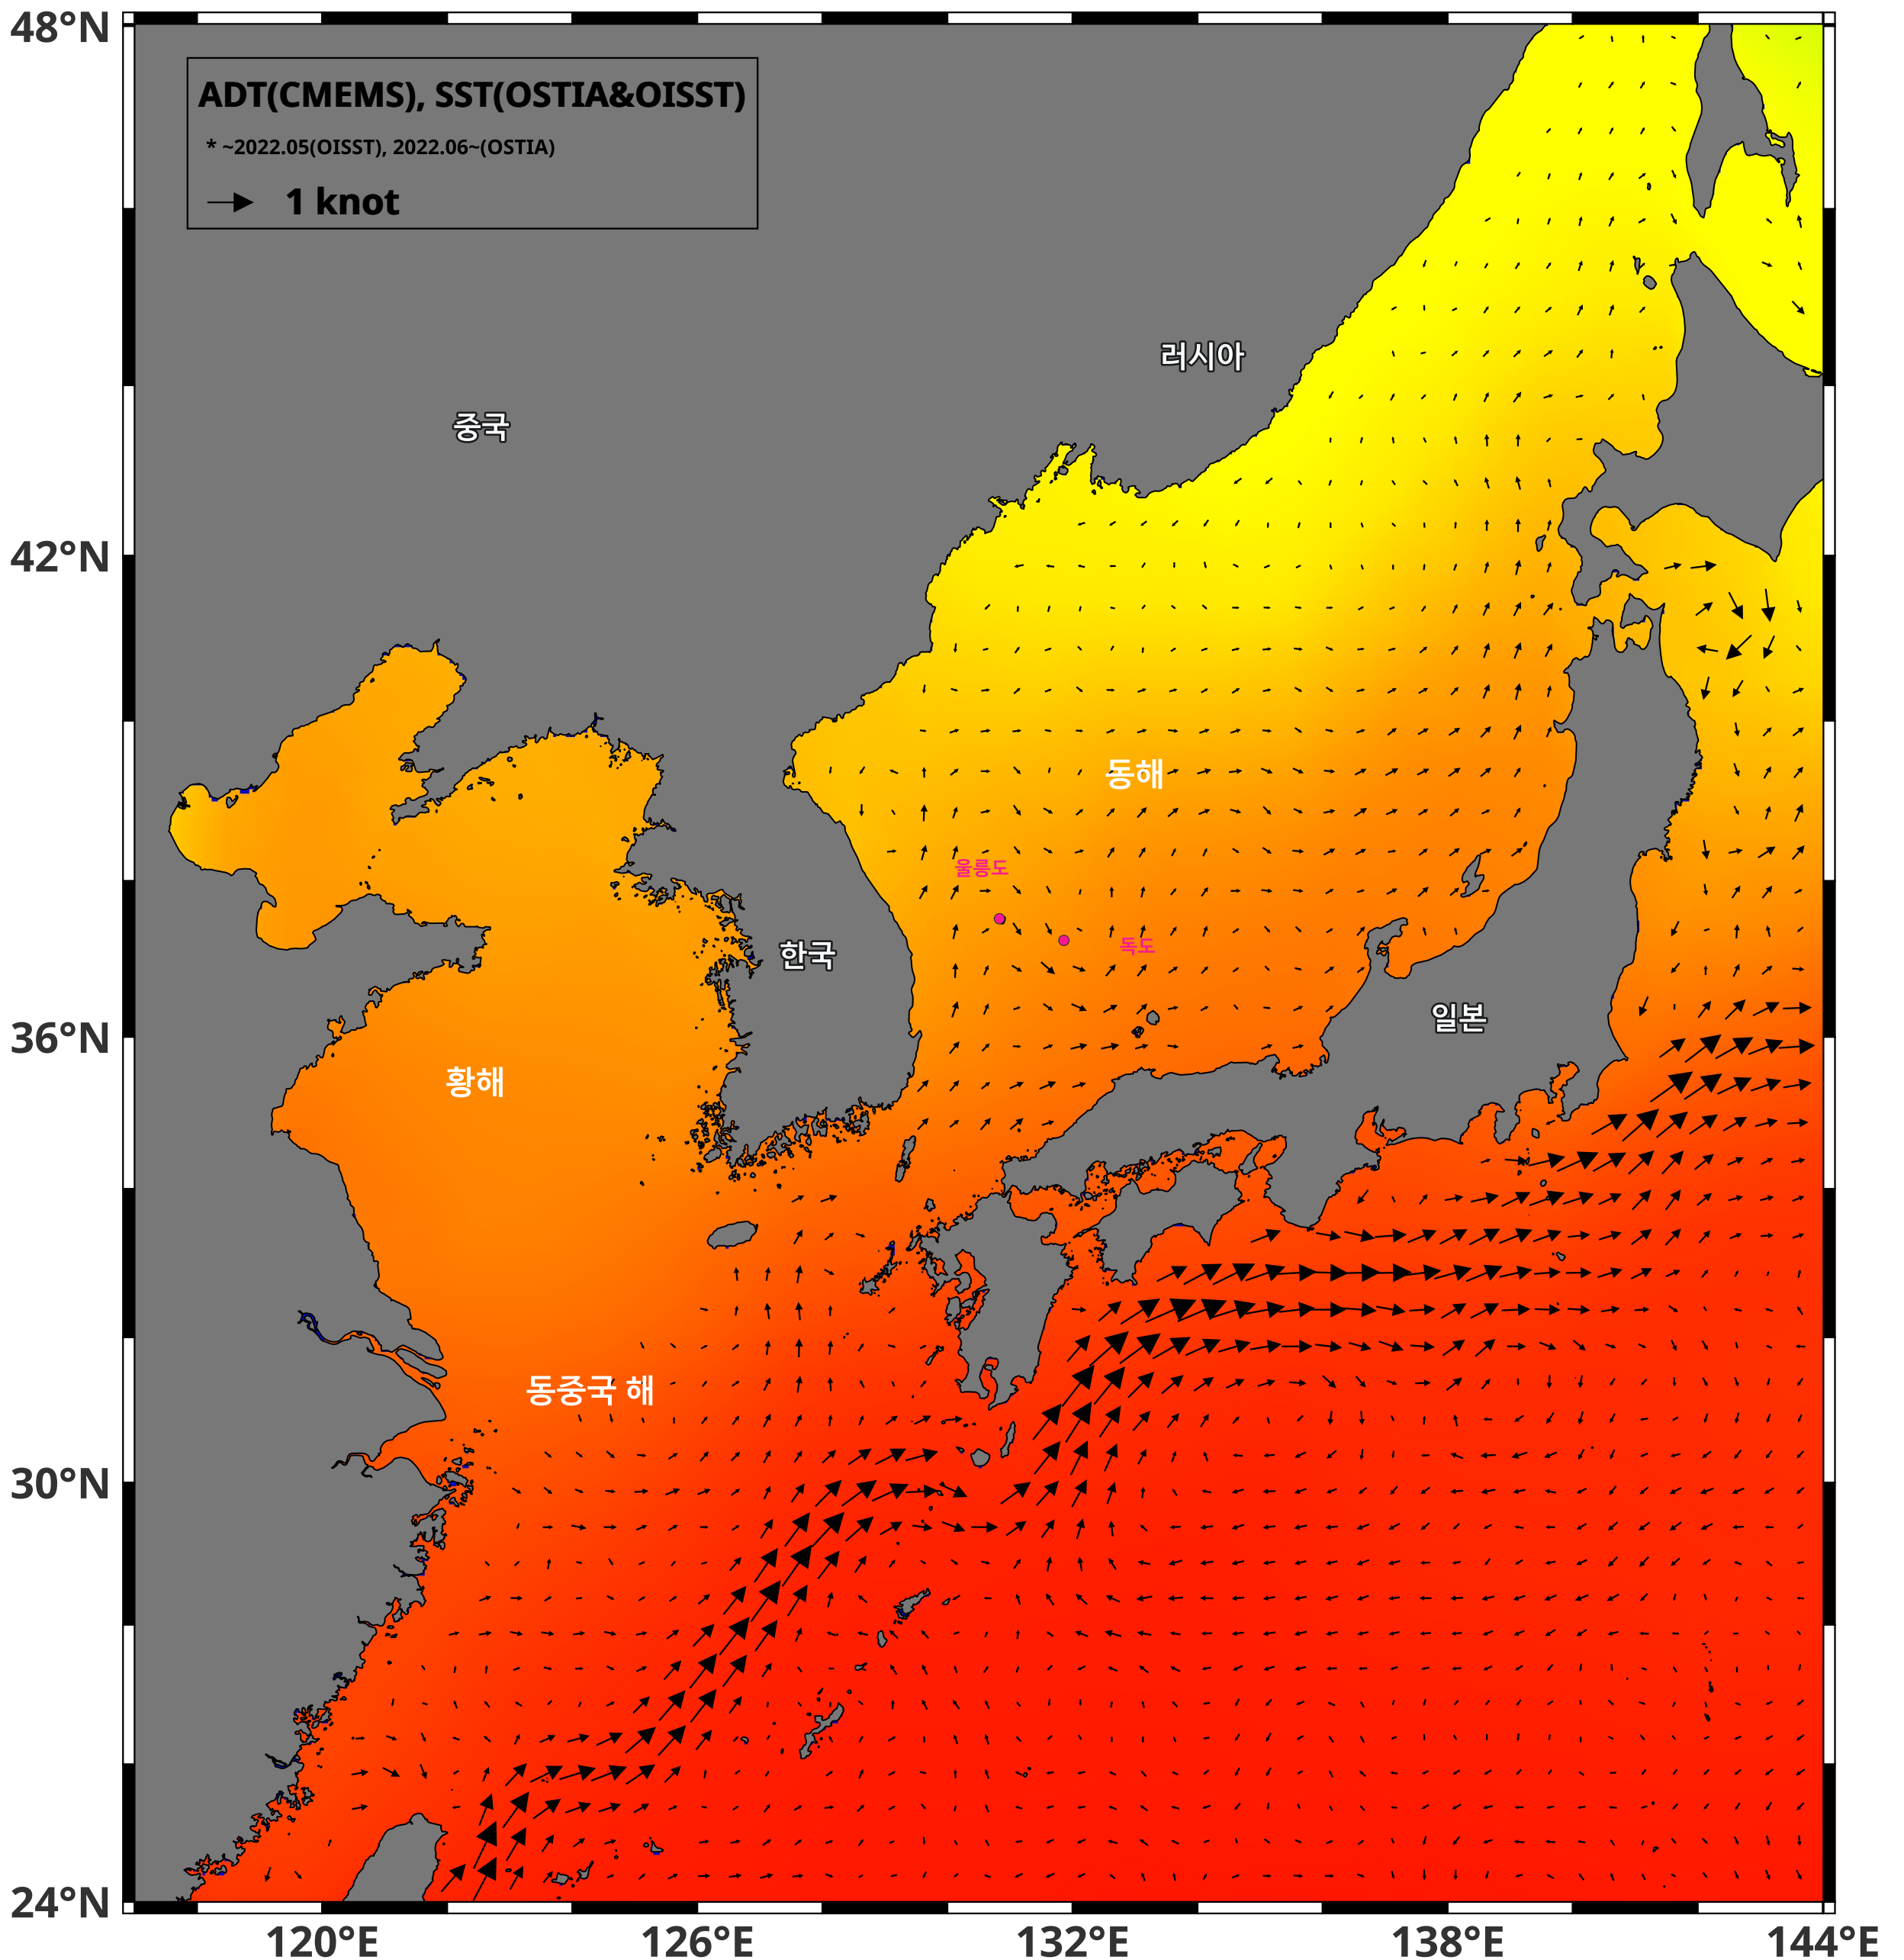 48°N
ADT(CMEMS), SST(OSTIA&OISST)
* ~2022.05(OISST), 2022.06~(OSTIA)
1 knot
러시아
중국
42°N
동해
울릉도
독도
한국
일본
36°N
황해
동중국 해
30°N
24°N
120°E 126°E 132°E 138°E 144°E